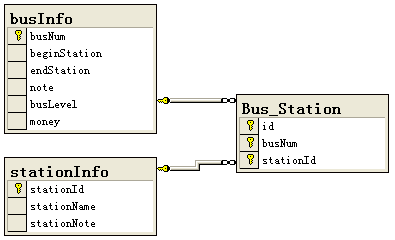 busInfo
busNum
beginStation
endStation
note
busLevel
money
Bus_Station
id
busNum
stationId
stationInfo
stationId
stationName
stationNote